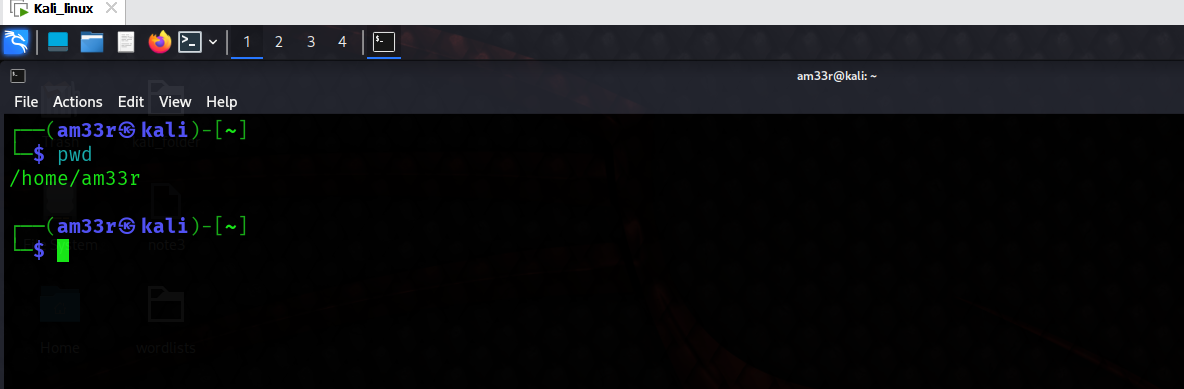 Kali_linux
1 2 3 4
am33r@kali: ~
File Actions Edit View Help
┌──(am33r㉿kali)-[~]
└─$ pwd
/home/am33r
┌──(am33r㉿kali)-[~]
└─$
note3
Home
wordlists